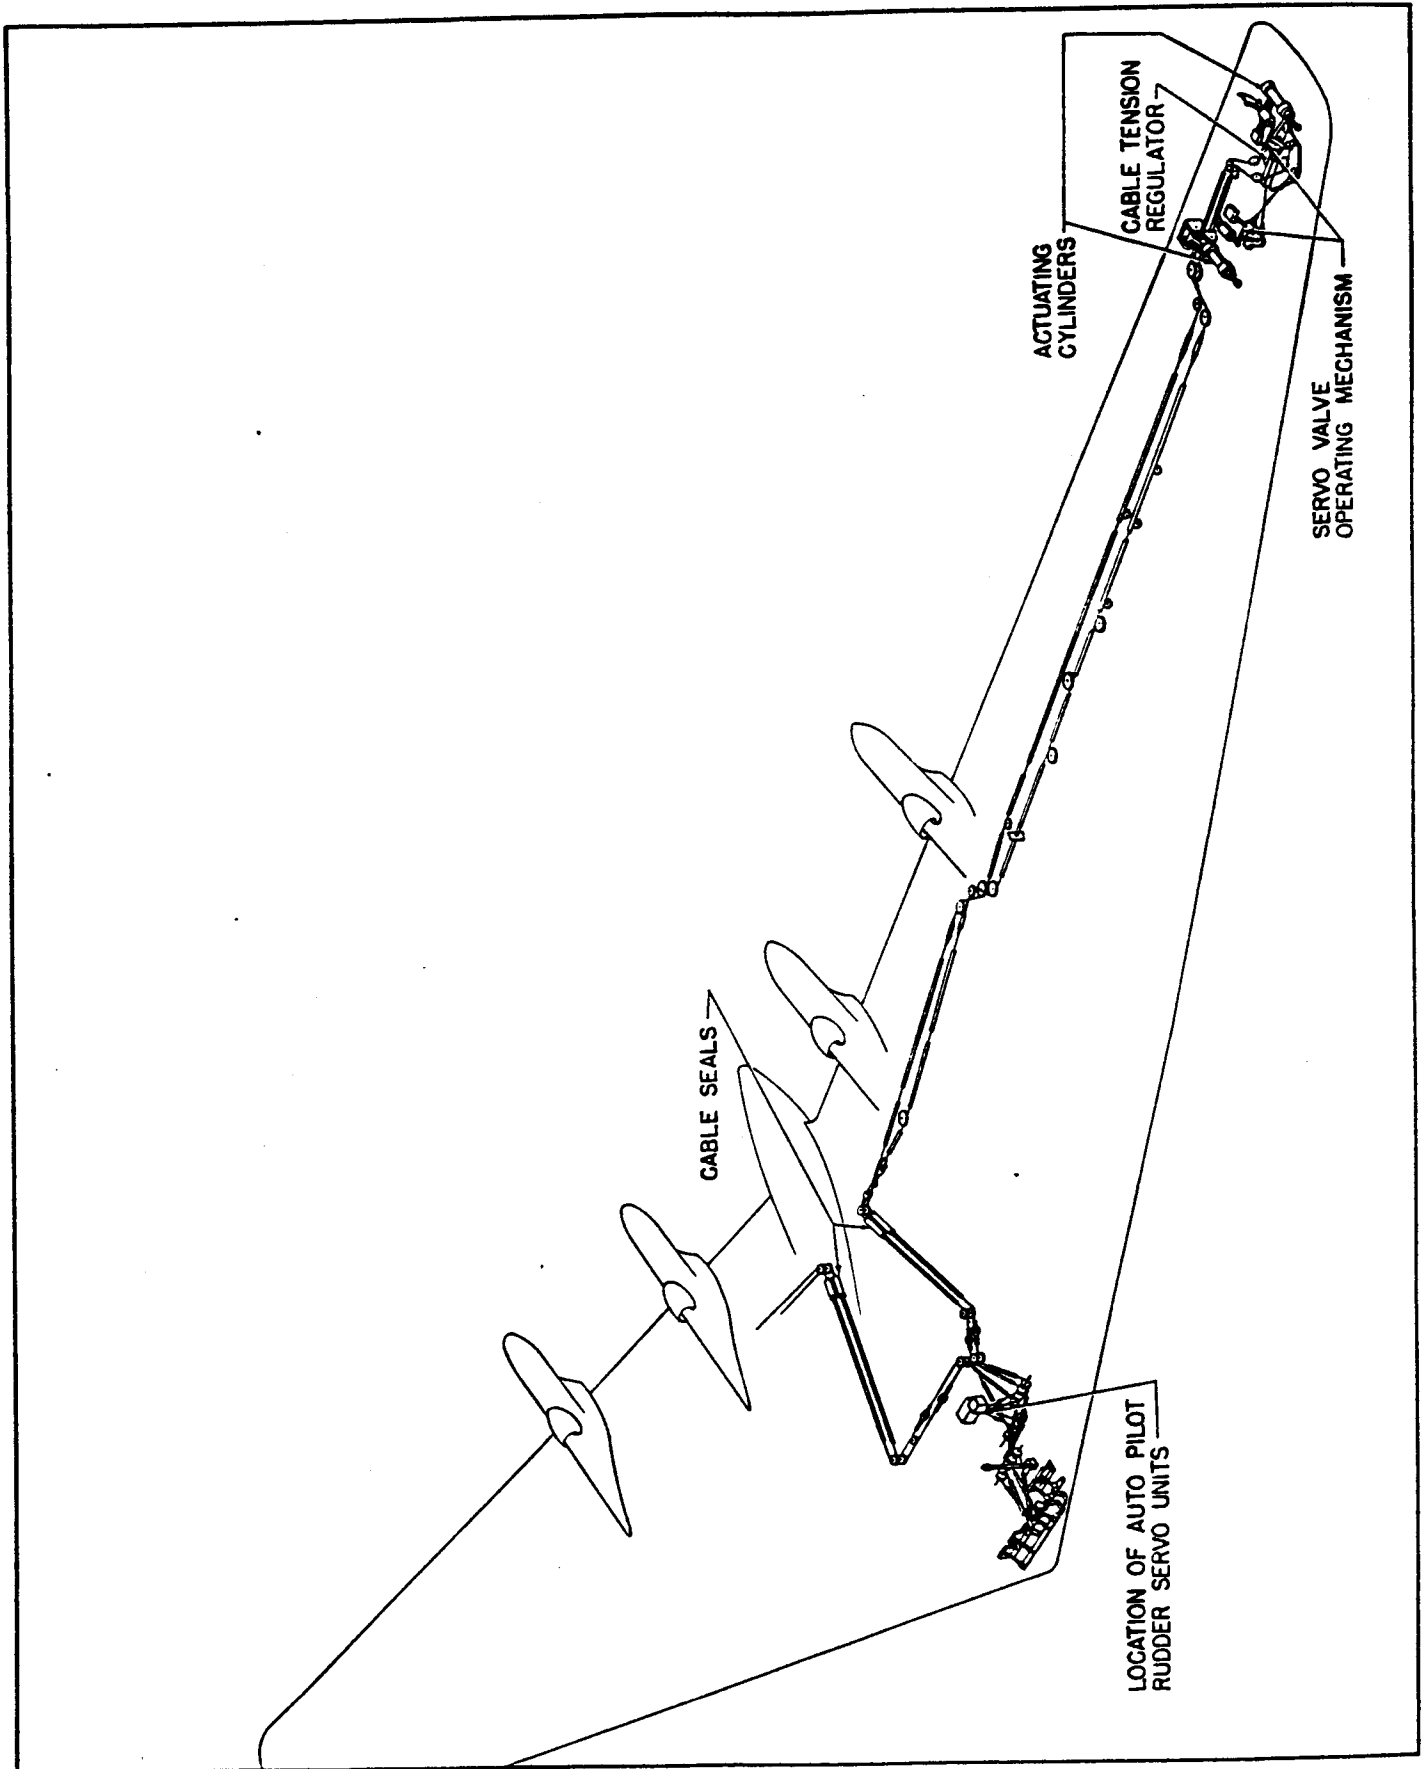 CABLE SEALS
ACTUATING
CYLINDERS
CABLE TENSION
REGULATOR
LOCATION OF AUTO PILOT
RUDDER SERVO UNITS
SERVO VALVE
OPERATING MECHANISM